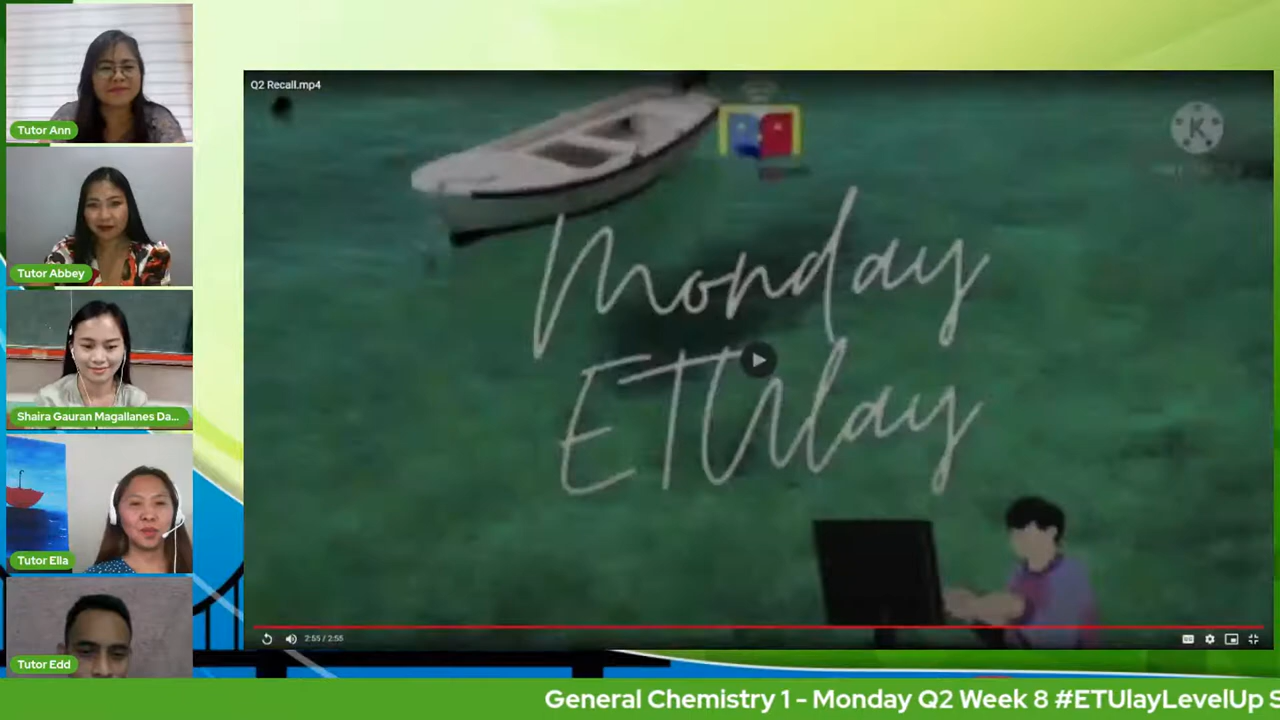 Tutor Ann
Tutor Abbey
Shaira Gauran Magallanes Da...
Tutor Ella
Tutor Edd
Q2 Recall.mp4
K
Monday
ETUlay
2:55 / 2:55
General Chemistry 1 - Monday Q2 Week 8 #ETUlayLevelUp S